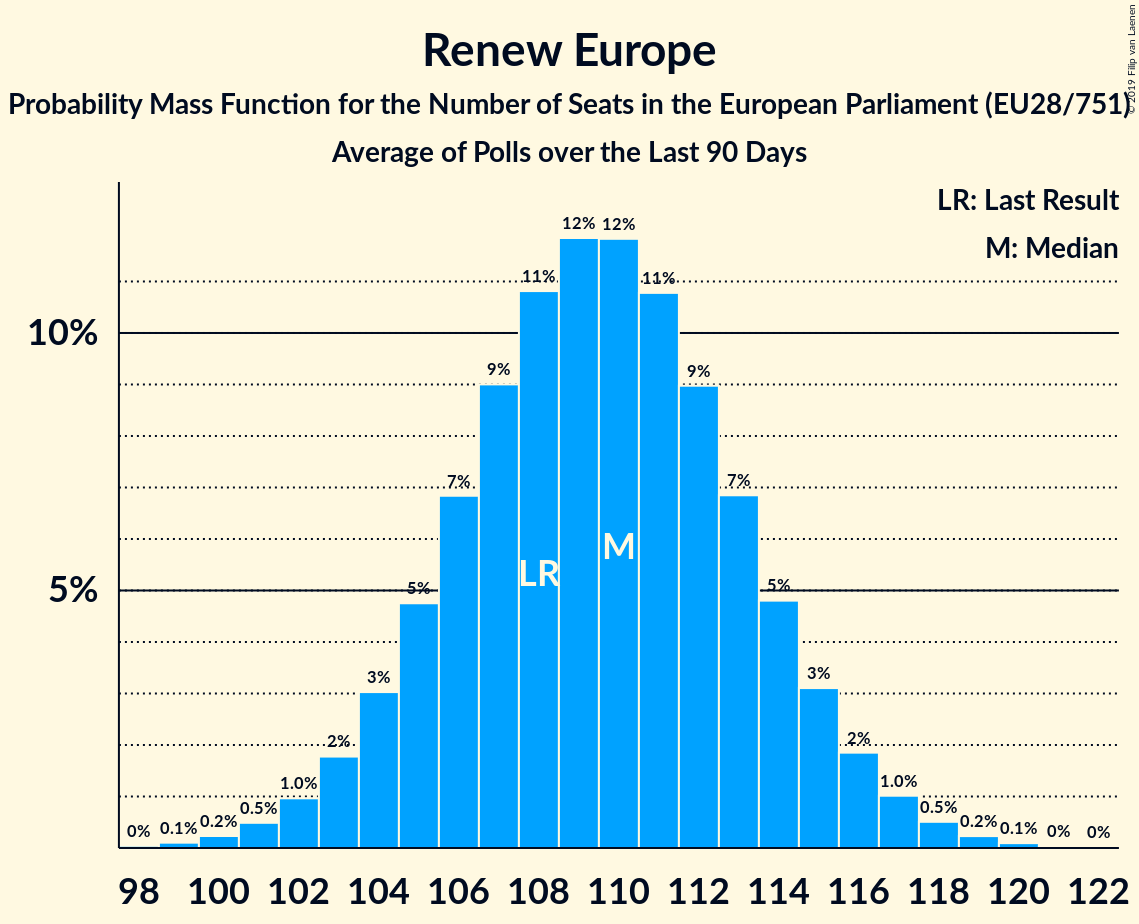 Renew Europe
Probability Mass Function for the Number of Seats in the European Parliament (EU28/751)
Average of Polls over the Last 90 Days
© 2019 Filip van Laenen
LR: Last Result
M: Median
12% 12%
11% 11%
10%
9% 9%
7% 7%
M
LR
5%
5% 5%
3% 3%
2% 2%
1.0% 1.0%
0.5% 0.5%
0% 0.1% 0.2% 0.2% 0.1% 0% 0%
98 100 102 104 106 108 110 112 114 116 118 120 122